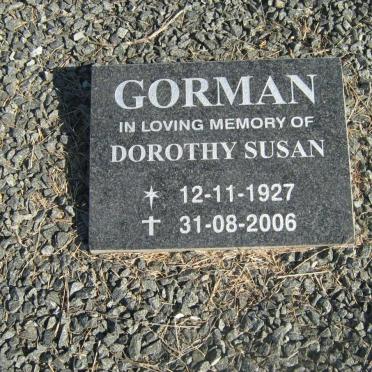 GORMAN
IN LOVING MEMORY OF
DOROTHY SUSAN
12-11-1927
31-08-2006